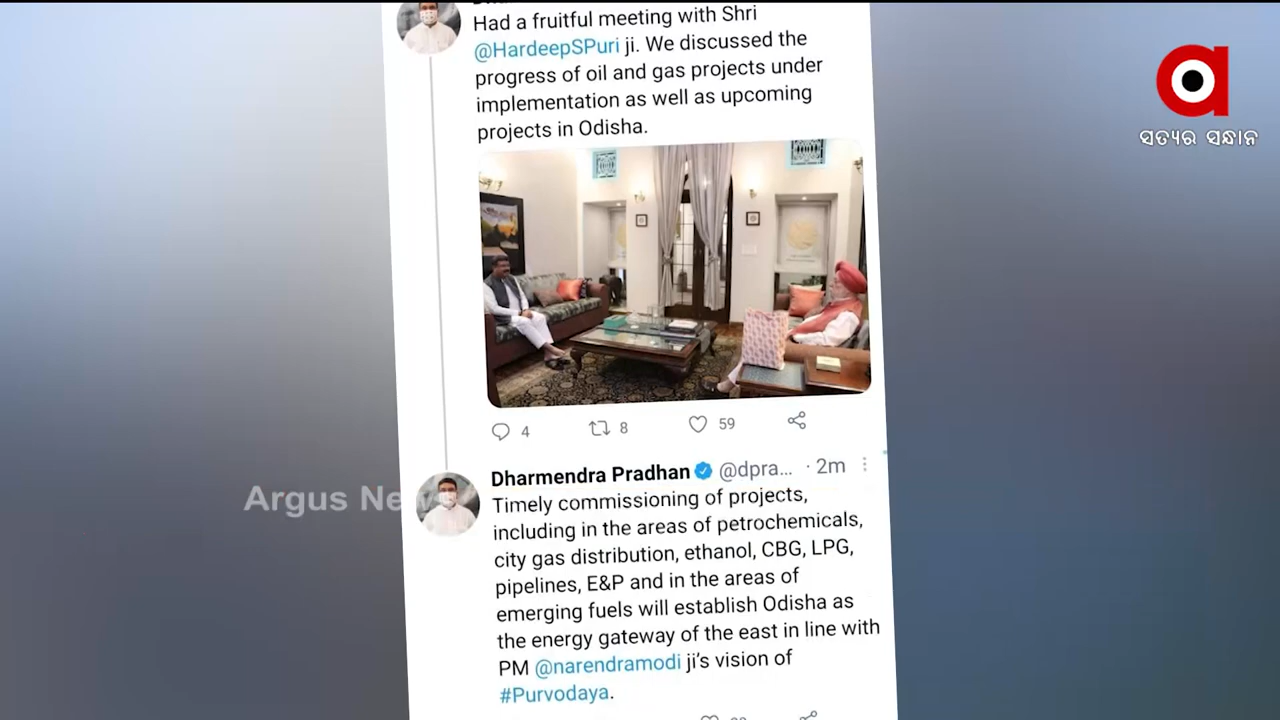 Had a fruitful meeting with Shri
@HardeepSPuri ji. We discussed the
progress of oil and gas projects under
implementation as well as upcoming
projects in Odisha.
ସତ୍ୟର ସନ୍ଧାନ
4 8 59
Dharmendra Pradhan @dpra... · 2m
Timely commissioning of projects,
including in the areas of petrochemicals,
city gas distribution, ethanol, CBG, LPG,
pipelines, E&P and in the areas of
emerging fuels will establish Odisha as
the energy gateway of the east in line with
PM @narendramodi ji's vision of
#Purvodaya.
Argus News